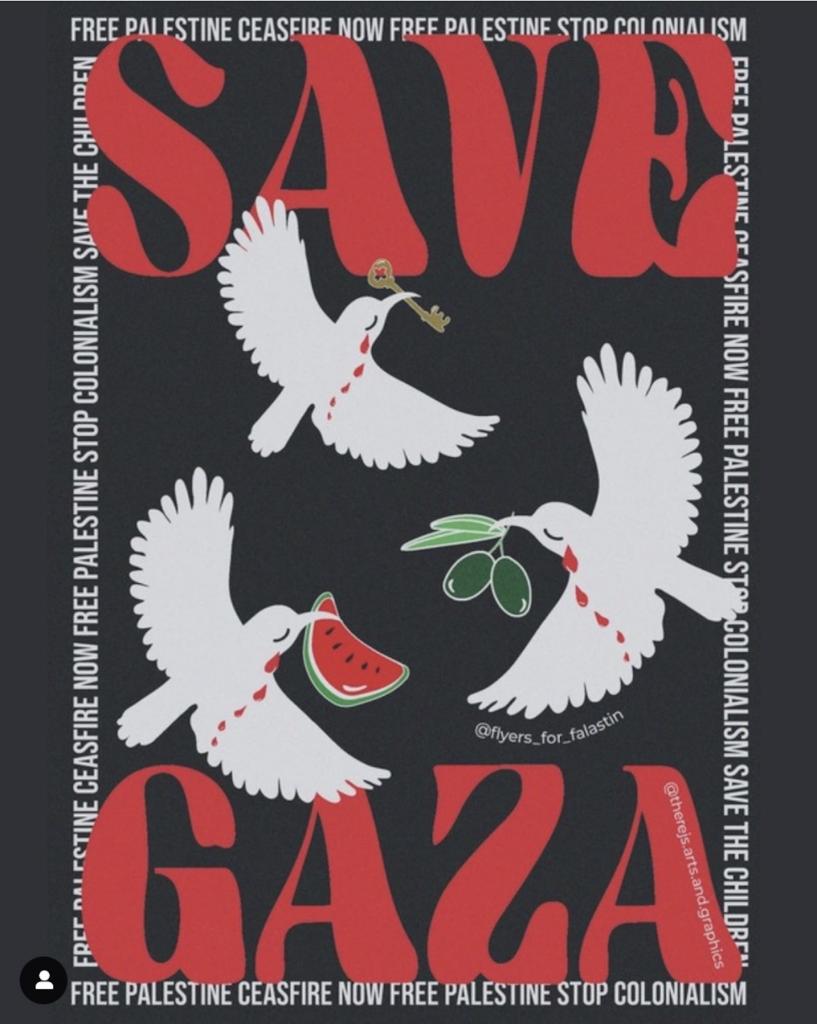 FREE PALESTINE CEASFIRE NOW FREE PALESTINE STOP COLONIALISM
SAVE
FREE PALESTINE CEASFIRE NOW FREE PALESTINE STOP COLONIALISM SAVE THE CHILDREN
FREE PALESTINE CEASFIRE NOW FREE PALESTINE STOP COLONIALISM SAVE THE CHILDREN
@flyers_for_falastin
GAZA
@therejs.arts.and.graphics
FREE PALESTINE CEASFIRE NOW FREE PALESTINE STOP COLONIALISM